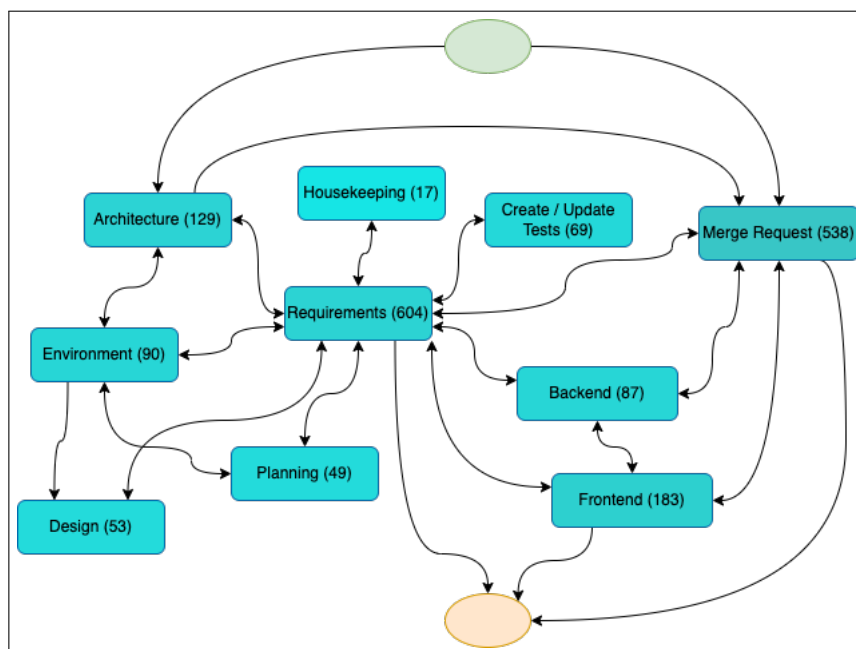 Housekeeping (17)
Architecture (129)
Create / Update
Tests (69)
Merge Request (538)
Requirements (604)
Environment (90)
Backend (87)
Planning (49)
Frontend (183)
Design (53)